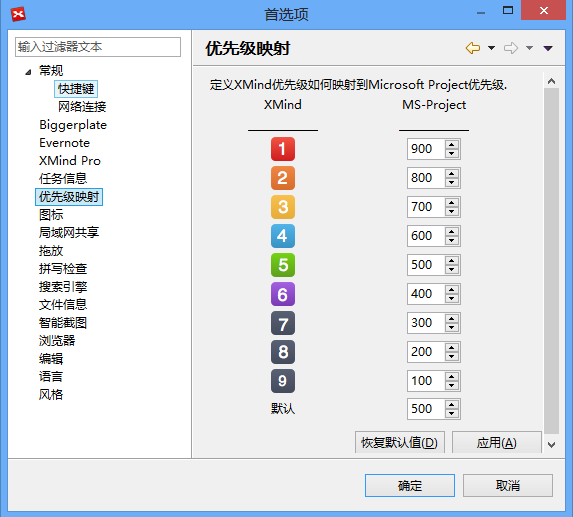 首选项
输入过滤器文本
常规
快捷键
网络连接
Biggerplate
Evernote
XMind Pro
任务信息
优先级映射
图标
局域网共享
拖放
拼写检查
搜索引擎
文件信息
智能截图
浏览器
编辑
语言
风格
优先级映射
定义XMind优先级如何映射到Microsoft Project优先级.
XMind MS-Project
1 900
2 800
3 700
4 600
5 500
6 400
7 300
8 200
9 100
默认 500
恢复默认值(D) 应用(A)
确定 取消